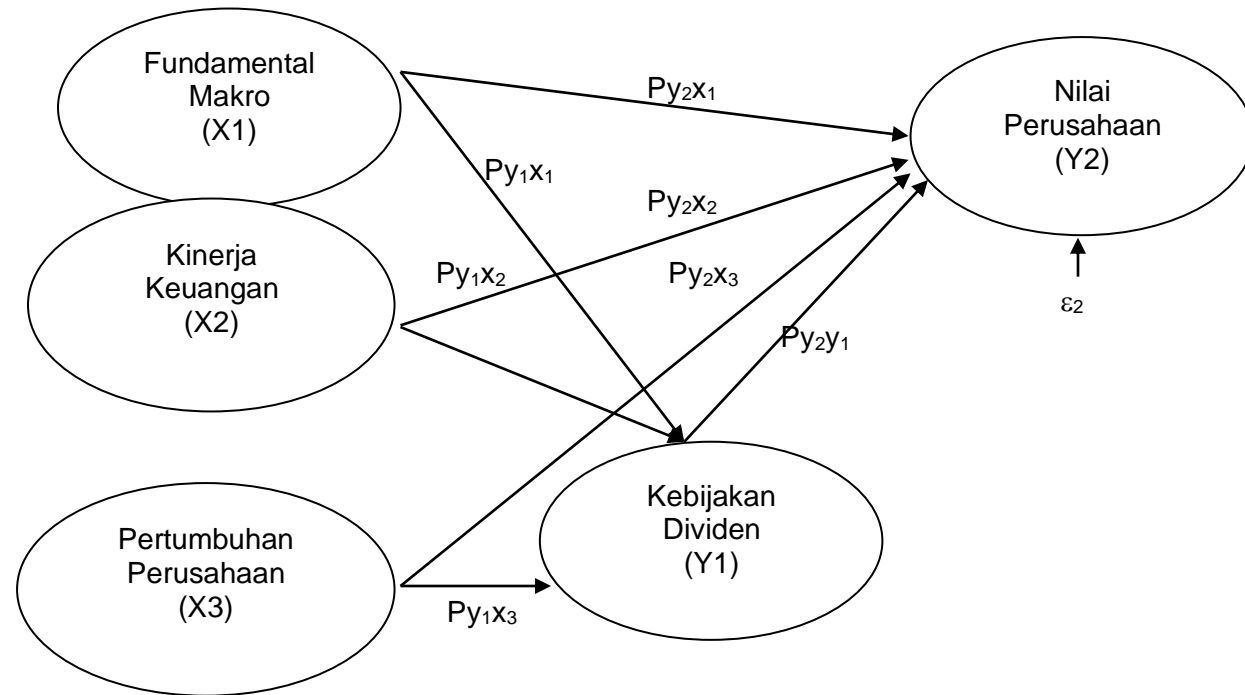 Fundamental
Makro
(X1)
Py₂x₁
Nilai
Perusahaan
(Y2)
Py₁x₁
Py₂x₂
Kinerja
Keuangan
(X2)
Py₁x₂
Py₂x₃
ε₂
Py₂y₁
Pertumbuhan
Perusahaan
(X3)
Kebijakan
Dividen
(Y1)
Py₁x₃